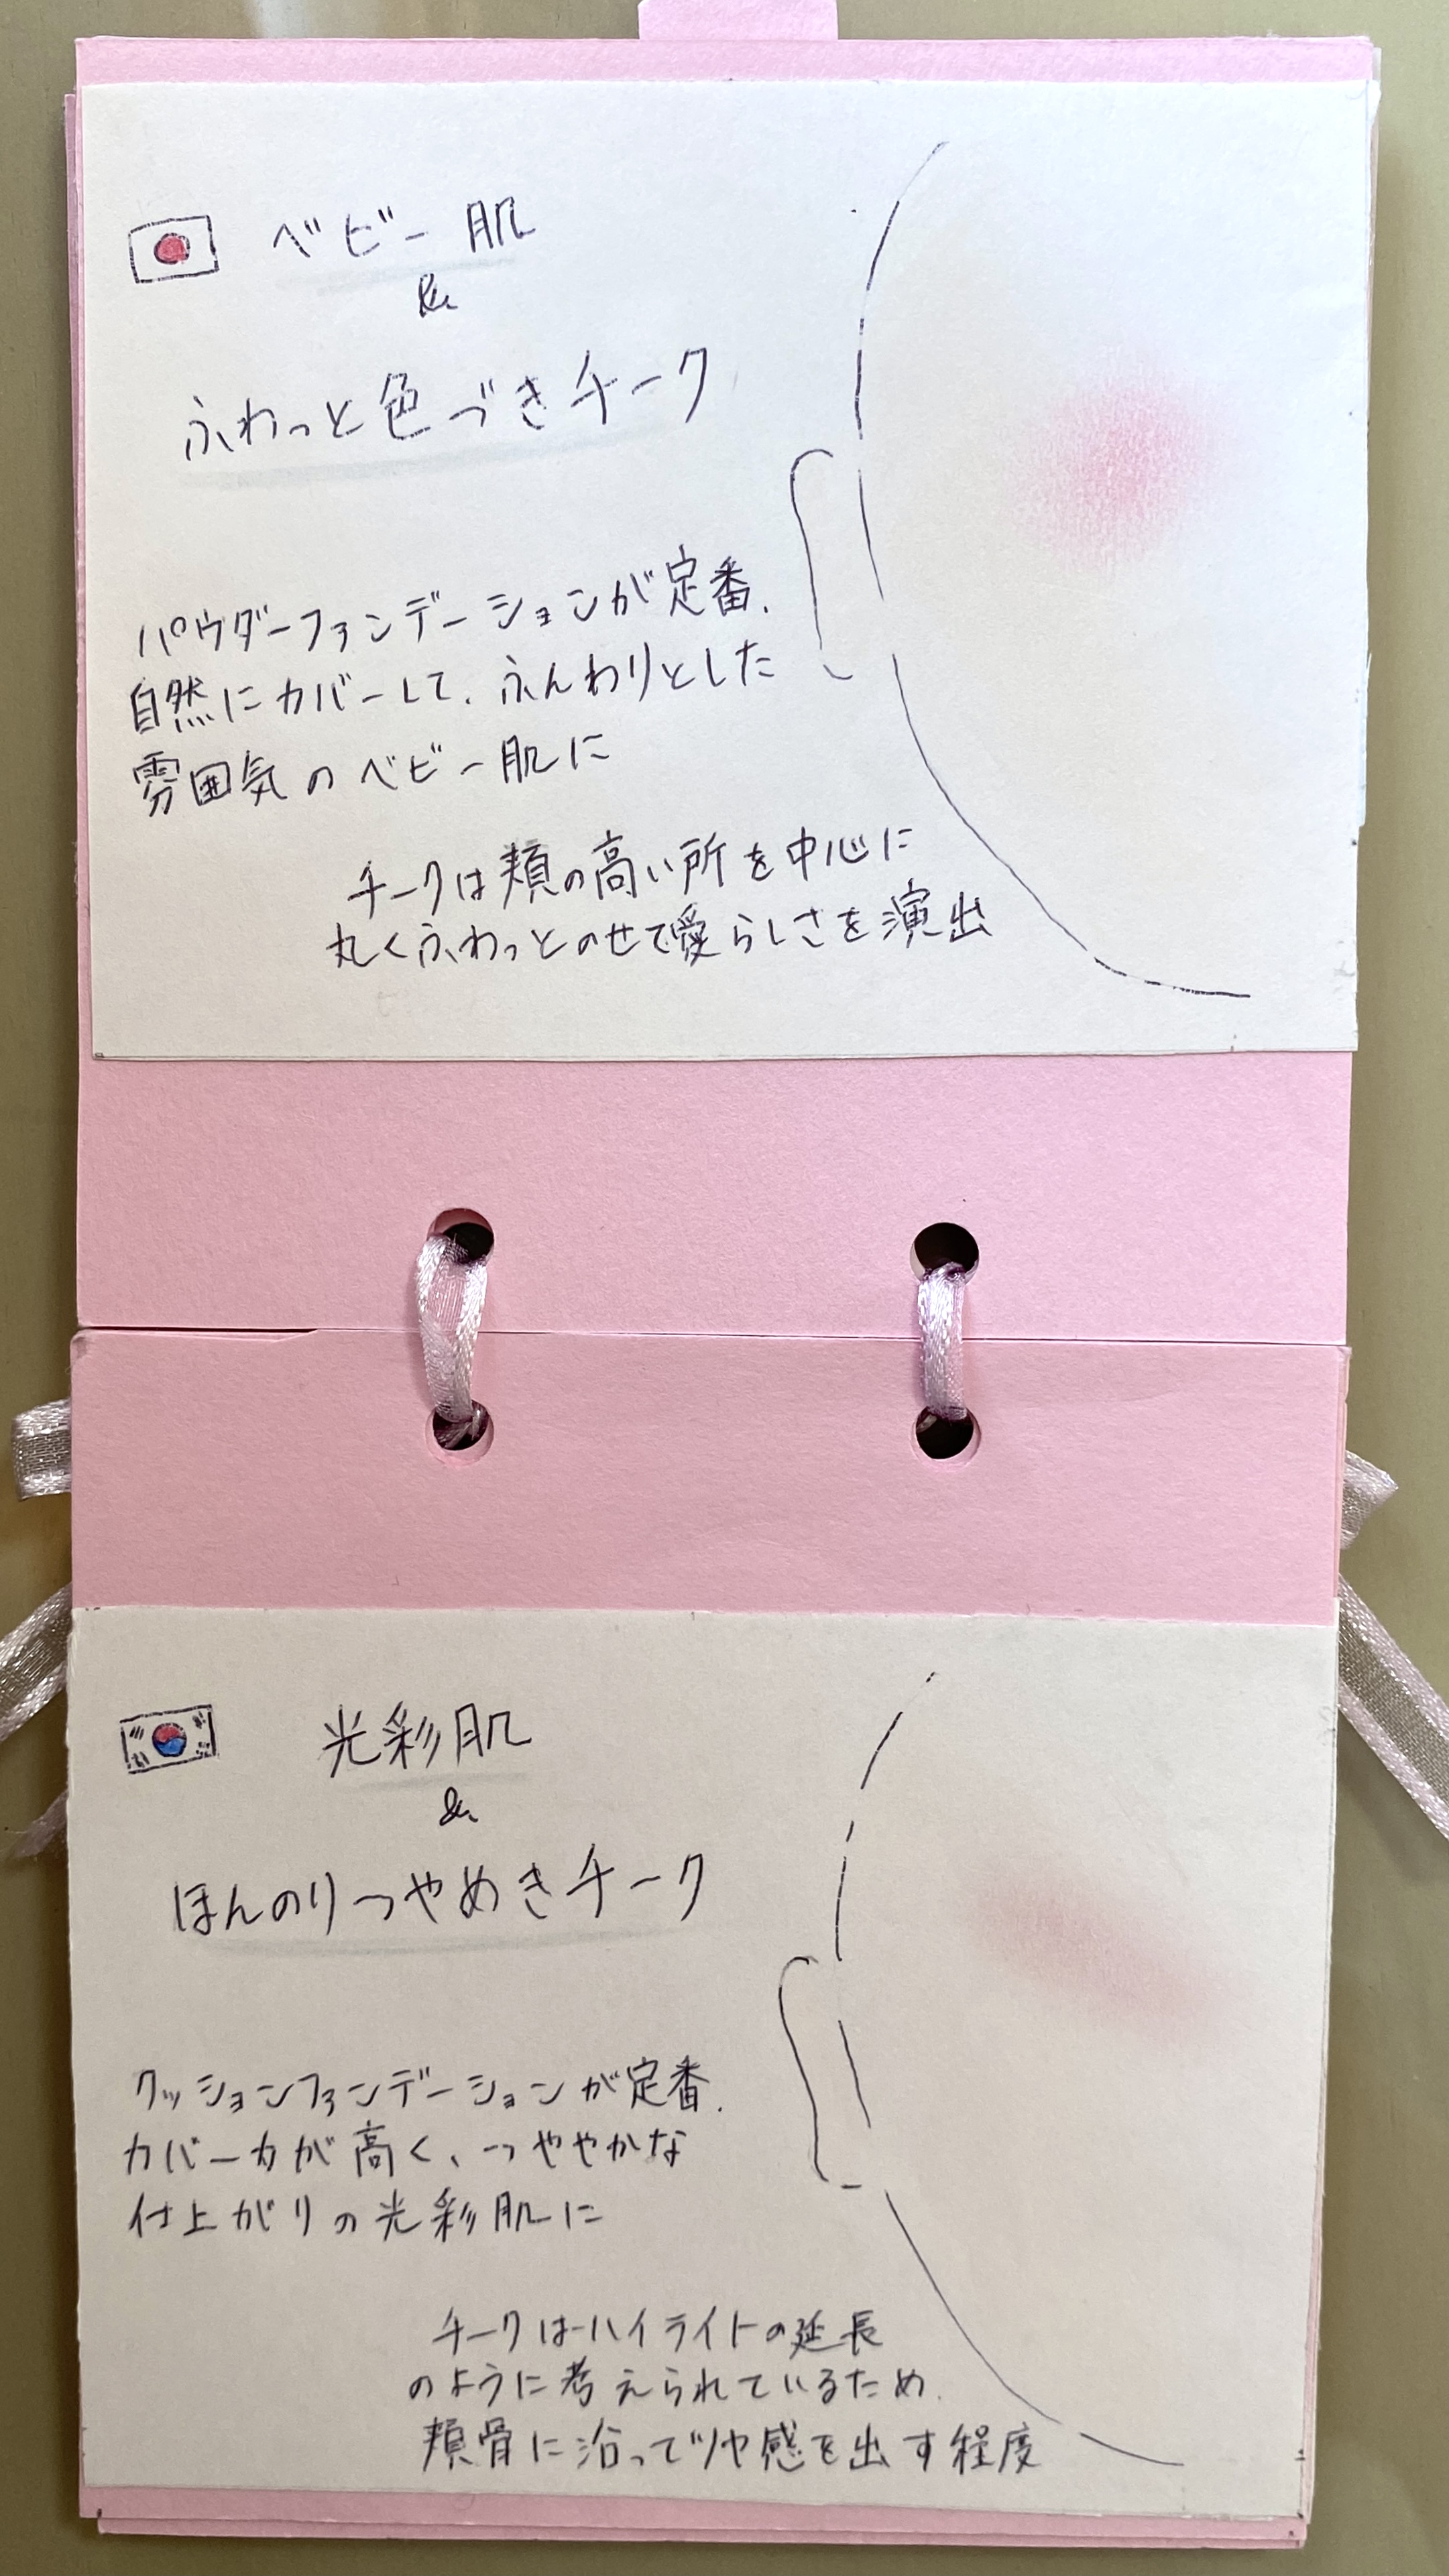 ベビー肌
&
ふわっと色づきチーク
パウダーファンデーションが定番.
自然にカバーして、ふんわりとした
雰囲気のベビー肌に
チークは頬の高い所を中心に
丸くふわっとのせて愛らしさを演出
光彩肌
&
ほんのりつやめきチーク
クッションファンデーションが定番.
カバー力が高く、つややかな
仕上がりの光彩肌に
チークはハイライトの延長
のように考えられているため、
頬骨に沿ってツヤ感を出す程度